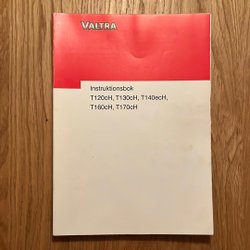 VALTRA
Instruktionsbok
T120cH, T130cH, T140ecH,
T160cH, T170cH